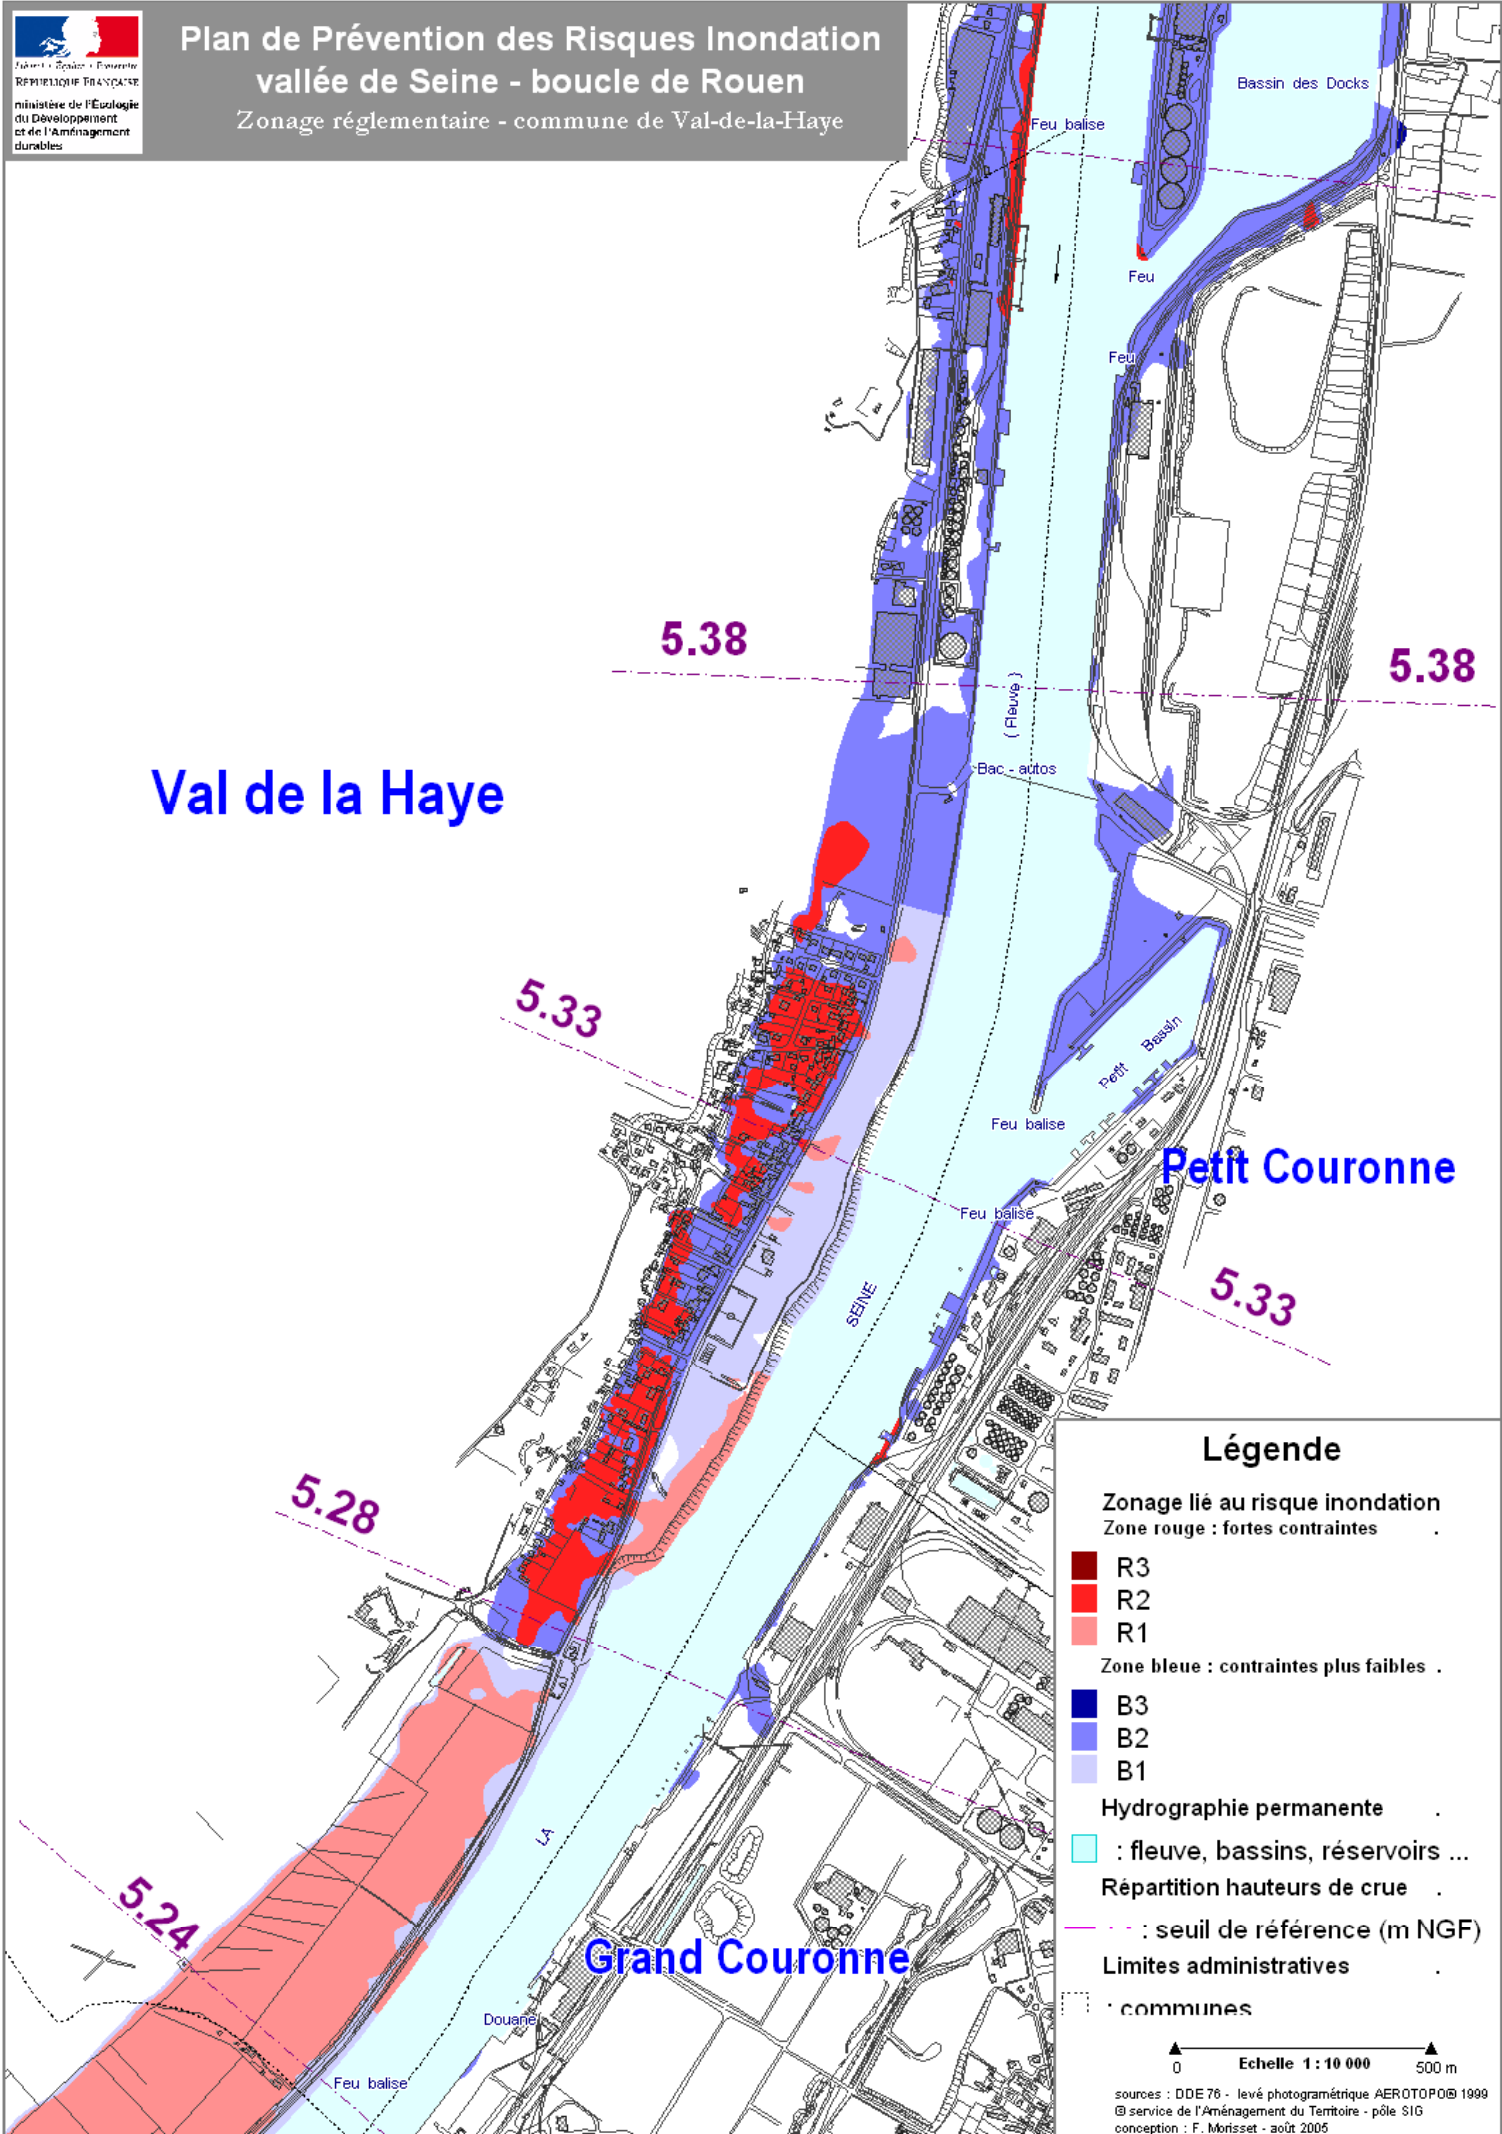 Plan de Prévention des Risques Inondation
vallée de Seine - boucle de Rouen
Zonage réglementaire - commune de Val-de-la-Haye
Liberté • Égalité • Fraternité
RÉPUBLIQUE FRANÇAISE
ministère de l'Écologie
du Développement
et de l'Aménagement
durables
Bassin des Docks
Feu balise
Feu
Feu
5.38
5.38
( Fleuve )
Bac - autos
Val de la Haye
5.33
Petit Bassin
Feu balise
Petit Couronne
Feu balise
5.33
SEINE
5.28
LA
5.24
Grand Couronne
Douane
Feu balise
Légende
Zonage lié au risque inondation
Zone rouge : fortes contraintes .
R3
R2
R1
Zone bleue : contraintes plus faibles .
B3
B2
B1
Hydrographie permanente .
: fleuve, bassins, réservoirs ...
Répartition hauteurs de crue .
: seuil de référence (m NGF)
Limites administratives .
: communes
0 Echelle 1 : 10 000 500 m
sources : DDE 76 - levé photogramétrique AEROTOPO® 1999
© service de l'Aménagement du Territoire - pôle SIG
conception : F. Morisset - août 2005